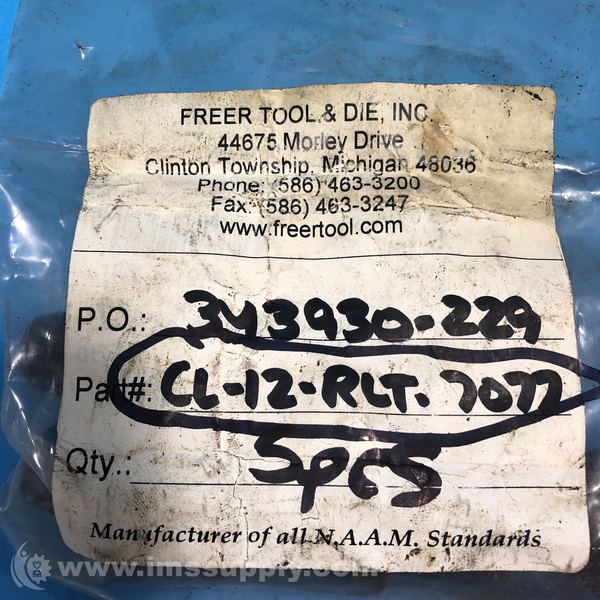 FREER TOOL & DIE, INC.
44675 Morley Drive
Clinton Township, Michigan 48036
Phone: (586) 463-3200
Fax: (586) 463-3247
www.freertool.com
P.O.: 343930-229
Part#: CL-12-RLT. 7077
Qty.: 5pcs
Manufacturer of all N.A.A.M. Standards
www.imssupply.com